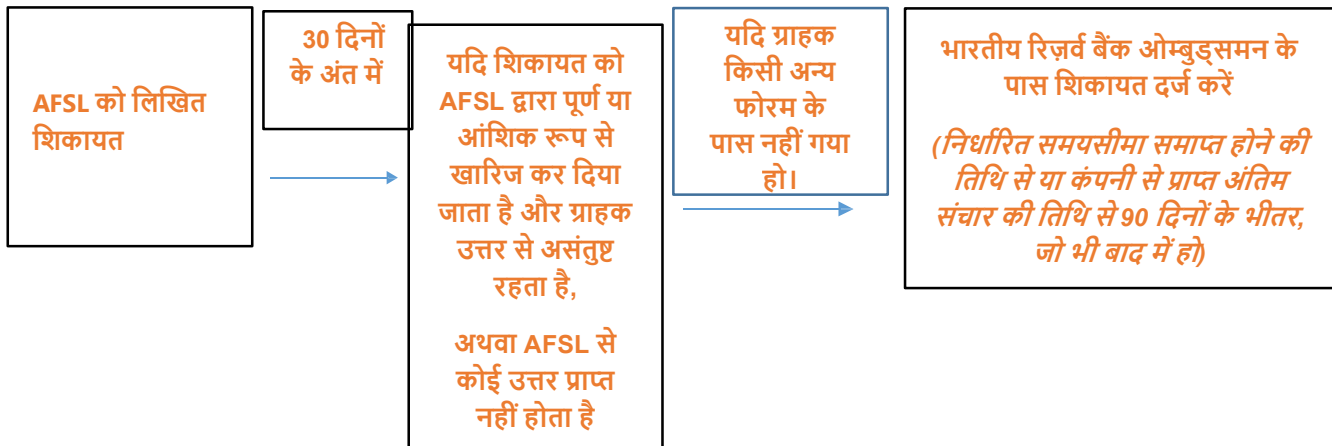 AFSL को लिखित
शिकायत
30 दिनों
के अंत में
यदि शिकायत को
AFSL द्वारा पूर्ण या
आंशिक रूप से
खारिज कर दिया
जाता है और ग्राहक
उत्तर से असंतुष्ट
रहता है,
अथवा AFSL से
कोई उत्तर प्राप्त
नहीं होता है
यदि ग्राहक
किसी अन्य
फोरम के
पास नहीं गया
हो।
भारतीय रिज़र्व बैंक ओम्बुड्समन के
पास शिकायत दर्ज करें
(निर्धारित समयसीमा समाप्त होने की
तिथि से या कंपनी से प्राप्त अंतिम
संचार की तिथि से 90 दिनों के भीतर,
जो भी बाद में हो)